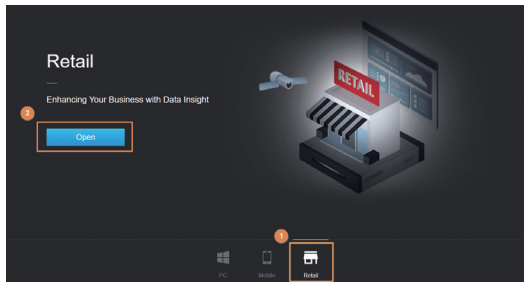 Retail
Enhancing Your Business with Data Insight
2
Open
RETAIL
1
PC
Mobile
Retail